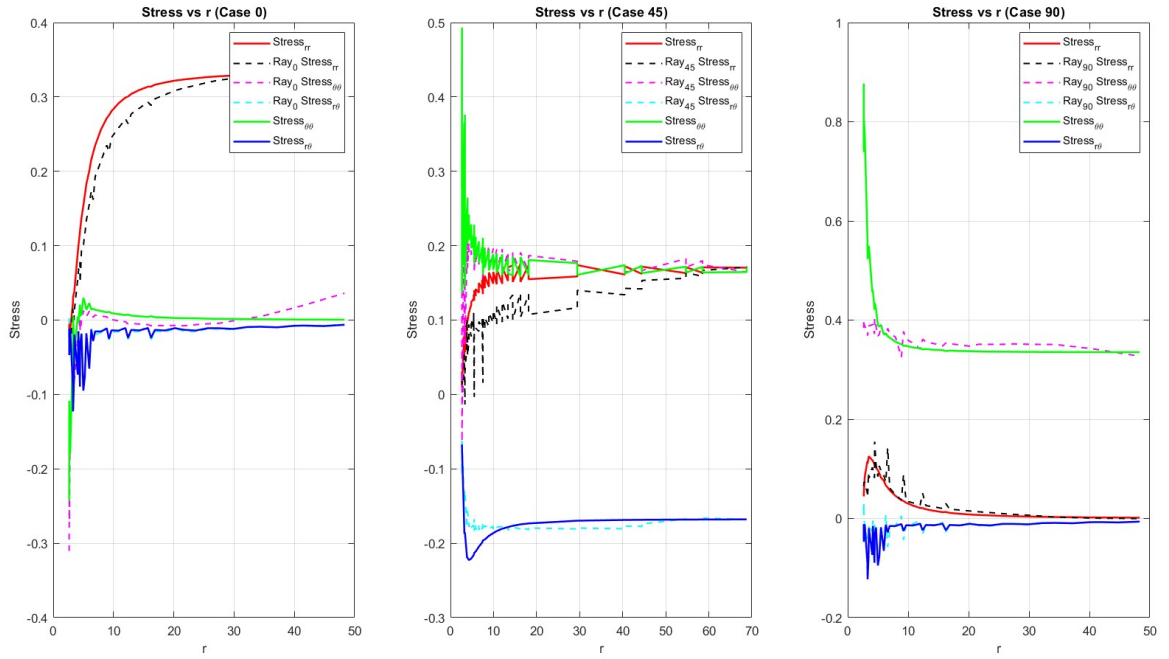 Stress vs r (Case 0)
0.4
0.3
0.2
0.1
0
-0.1
-0.2
-0.3
-0.4
Stress
0
10
20
30
40
50
r
Stress_rr
Ray_0 Stress_rr
Ray_0 Stress_θθ
Ray_0 Stress_rθ
Stress_θθ
Stress_rθ
Stress vs r (Case 45)
0.5
0.4
0.3
0.2
0.1
0
-0.1
-0.2
-0.3
Stress
0
10
20
30
40
50
60
70
r
Stress_rr
Ray_45 Stress_rr
Ray_45 Stress_θθ
Ray_45 Stress_rθ
Stress_θθ
Stress_rθ
Stress vs r (Case 90)
1
0.8
0.6
0.4
0.2
0
-0.2
Stress
0
10
20
30
40
50
r
Stress_rr
Ray_90 Stress_rr
Ray_90 Stress_θθ
Ray_90 Stress_rθ
Stress_θθ
Stress_rθ